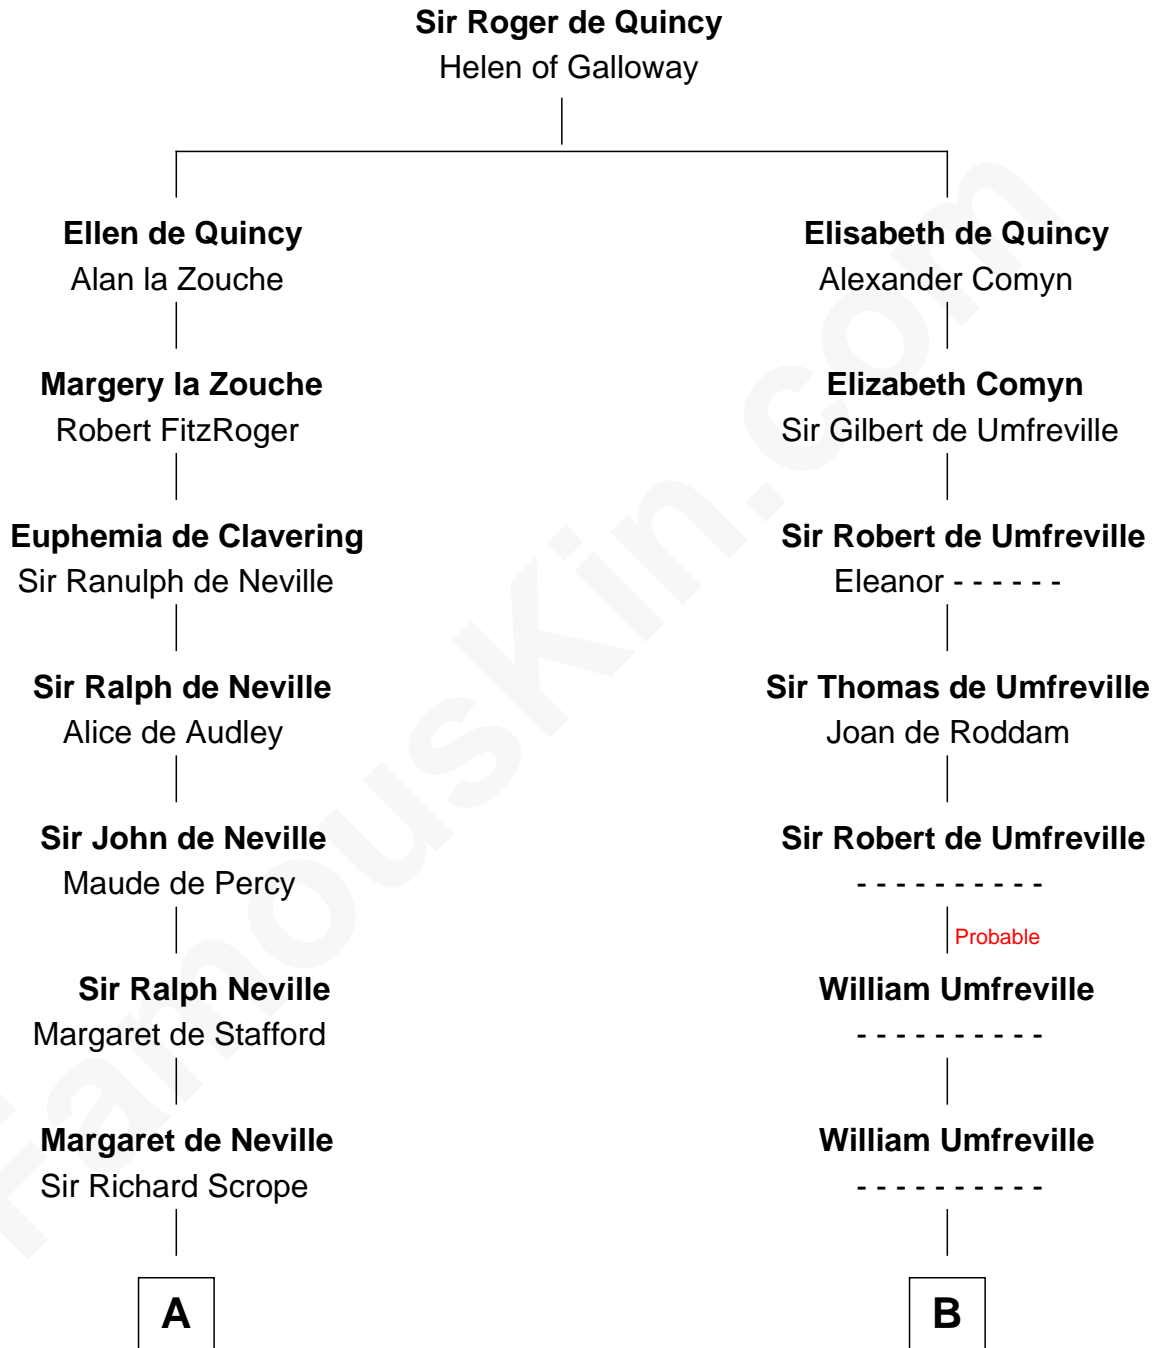 Sir Roger de Quincy
Helen of Galloway
Ellen de Quincy
Alan la Zouche
Elisabeth de Quincy
Alexander Comyn
Margery la Zouche
Robert FitzRoger
Elizabeth Comyn
Sir Gilbert de Umfreville
Euphemia de Clavering
Sir Ranulph de Neville
Sir Robert de Umfreville
Eleanor - - - - - -
Sir Ralph de Neville
Alice de Audley
Sir Thomas de Umfreville
Joan de Roddam
Sir John de Neville
Maude de Percy
Sir Robert de Umfreville
- - - - - - - - - -
Probable
Sir Ralph Neville
Margaret de Stafford
William Umfreville
- - - - - - - - - -
Margaret de Neville
Sir Richard Scrope
William Umfreville
- - - - - - - - - -
A
B
FamousKin.com